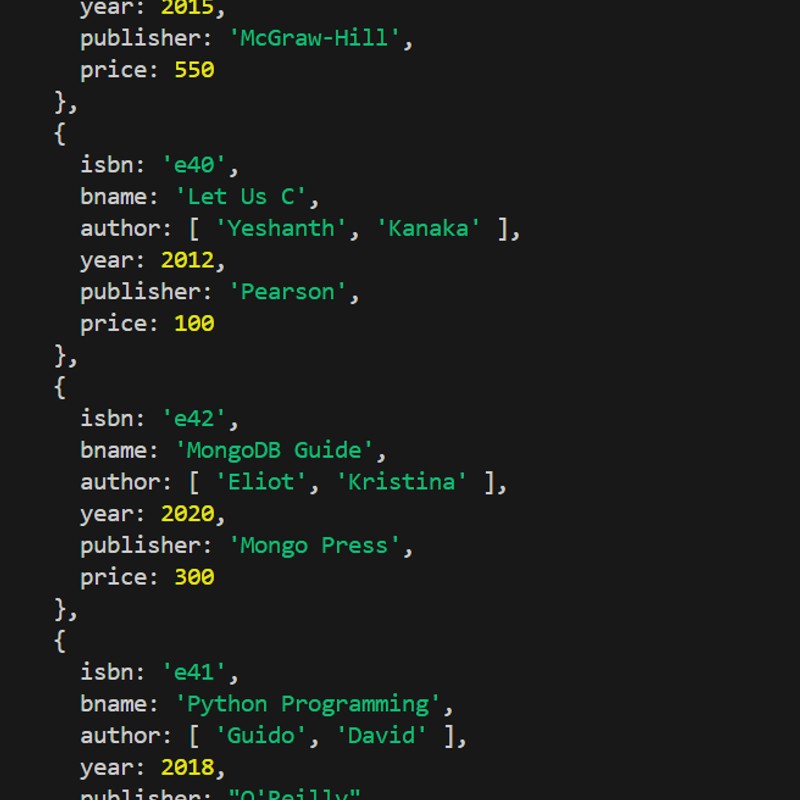 year: 2015,
publisher: 'McGraw-Hill',
price: 550
},
{
isbn: 'e40',
bname: 'Let Us C',
author: [ 'Yeshanth', 'Kanaka' ],
year: 2012,
publisher: 'Pearson',
price: 100
},
{
isbn: 'e42',
bname: 'MongoDB Guide',
author: [ 'Eliot', 'Kristina' ],
year: 2020,
publisher: 'Mongo Press',
price: 300
},
{
isbn: 'e41',
bname: 'Python Programming',
author: [ 'Guido', 'David' ],
year: 2018,
publisher: "O'Reilly"